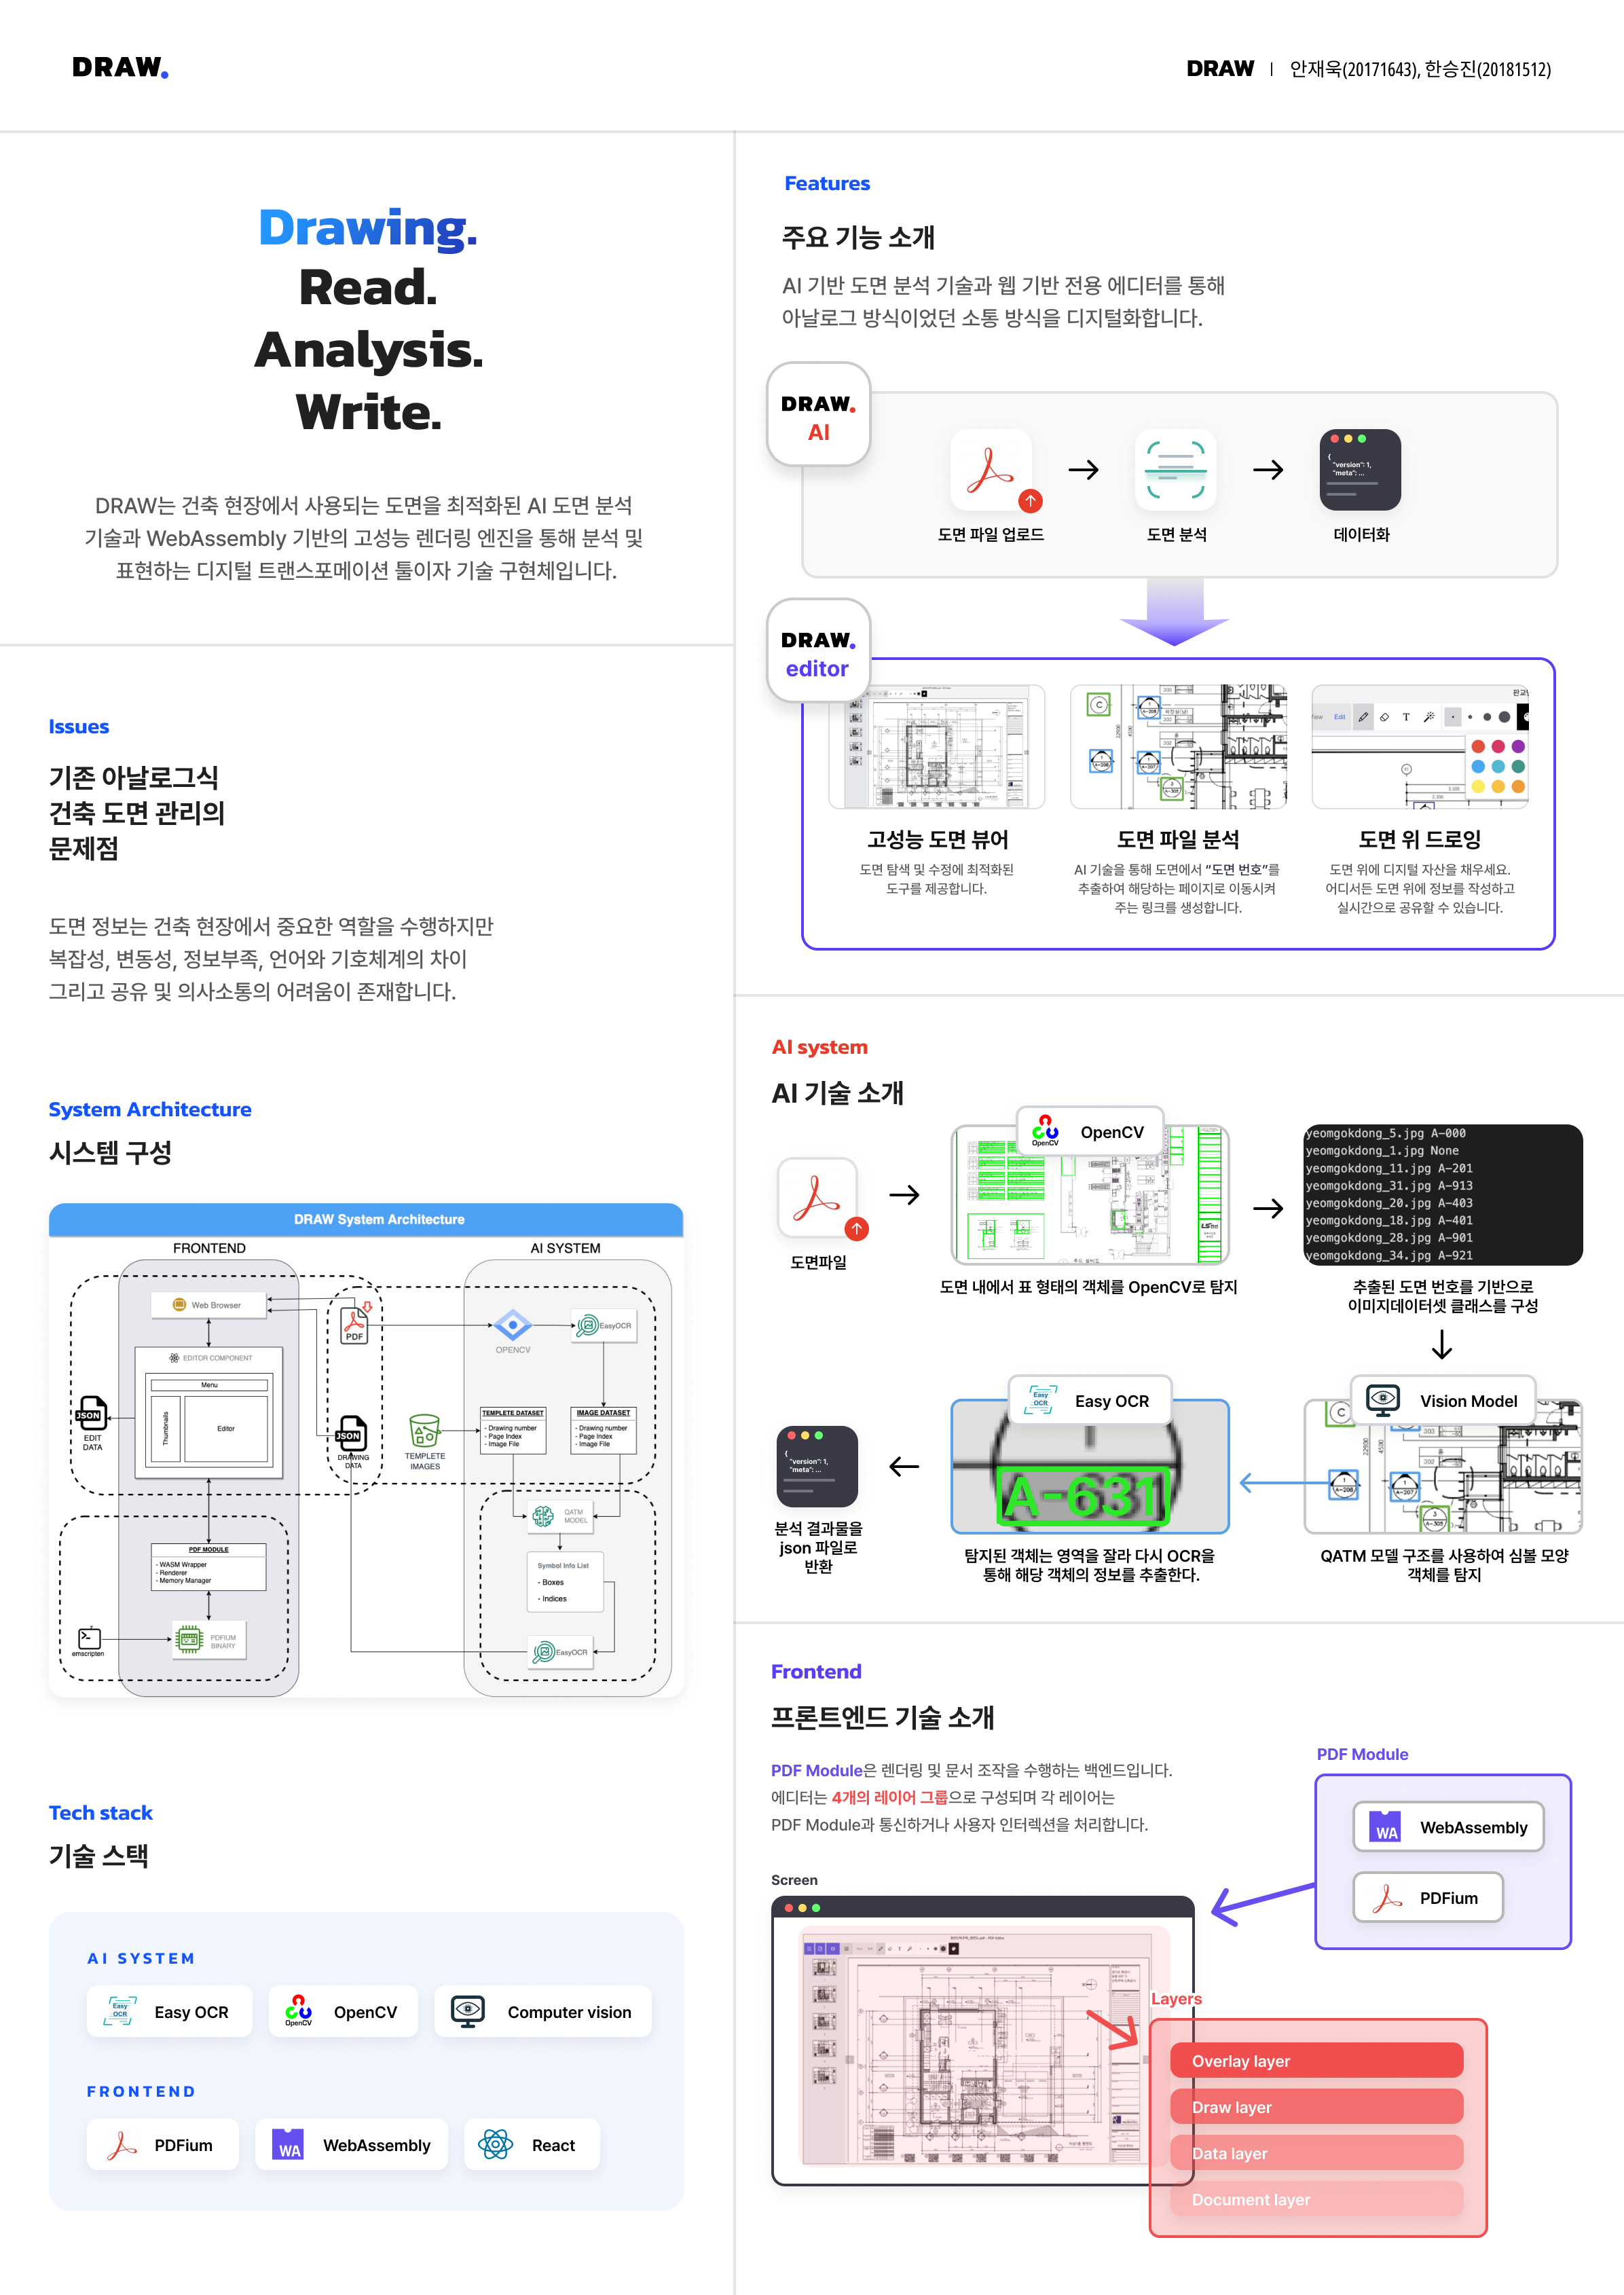 DRAW.
DRAW | 안재욱(20171643), 한승진(20181512)
Drawing.
Read.
Analysis.
Write.
DRAW는 건축 현장에서 사용되는 도면을 최적화된 AI 도면 분석
기술과 WebAssembly 기반의 고성능 렌더링 엔진을 통해 분석 및
표현하는 디지털 트랜스포메이션 툴이자 기술 구현체입니다.
Issues
기존 아날로그식
건축 도면 관리의
문제점
도면 정보는 건축 현장에서 중요한 역할을 수행하지만
복잡성, 변동성, 정보부족, 언어와 기호체계의 차이
그리고 공유 및 의사소통의 어려움이 존재합니다.
System Architecture
시스템 구성
DRAW System Architecture
FRONTEND
AI SYSTEM
Web Browser
PDF
OPENCV
EasyOCR
EDITOR COMPONENT
Menu
Thumbnails
Editor
JSON
EDIT
DATA
JSON
DRAWING
DATA
TEMPLETE
IMAGES
TEMPLETE DATASET
- Drawing number
- Page Index
- Image File
IMAGE DATASET
- Drawing number
- Page Index
- Image File
QATM
MODEL
Symbol Info List
- Boxes
- Indices
EasyOCR
PDF MODULE
- WASM Wrapper
- Renderer
- Memory Manager
emscripten
PDFIUM
BINARY
Tech stack
기술 스택
AI SYSTEM
Easy OCR
Easy OCR
OpenCV
OpenCV
Computer vision
FRONTEND
PDFium
WA
WebAssembly
React
Features
주요 기능 소개
AI 기반 도면 분석 기술과 웹 기반 전용 에디터를 통해
아날로그 방식이었던 소통 방식을 디지털화합니다.
DRAW.
AI
{
"version": 1,
"meta": ...
도면 파일 업로드
도면 분석
데이터화
DRAW.
editor
Edit
T
고성능 도면 뷰어
도면 탐색 및 수정에 최적화된
도구를 제공합니다.
도면 파일 분석
AI 기술을 통해 도면에서 “도면 번호”를
추출하여 해당하는 페이지로 이동시켜
주는 링크를 생성합니다.
도면 위 드로잉
도면 위에 디지털 자산을 채우세요.
어디서든 도면 위에 정보를 작성하고
실시간으로 공유할 수 있습니다.
AI system
AI 기술 소개
도면파일
OpenCV
OpenCV
도면 내에서 표 형태의 객체를 OpenCV로 탐지
yeomgokdong_5.jpg A-000
yeomgokdong_1.jpg None
yeomgokdong_11.jpg A-201
yeomgokdong_31.jpg A-913
yeomgokdong_20.jpg A-403
yeomgokdong_18.jpg A-401
yeomgokdong_28.jpg A-901
yeomgokdong_34.jpg A-921
추출된 도면 번호를 기반으로
이미지데이터셋 클래스를 구성
Vision Model
QATM 모델 구조를 사용하여 심볼 모양
객체를 탐지
Easy OCR
Easy OCR
A-631
탐지된 객체는 영역을 잘라 다시 OCR을
통해 해당 객체의 정보를 추출한다.
{
"version": 1,
"meta": ...
분석 결과물을
json 파일로
반환
Frontend
프론트엔드 기술 소개
PDF Module은 렌더링 및 문서 조작을 수행하는 백엔드입니다.
에디터는 4개의 레이어 그룹으로 구성되며 각 레이어는
PDF Module과 통신하거나 사용자 인터렉션을 처리합니다.
PDF Module
WA
WebAssembly
PDFium
Screen
Layers
Overlay layer
Draw layer
Data layer
Document layer